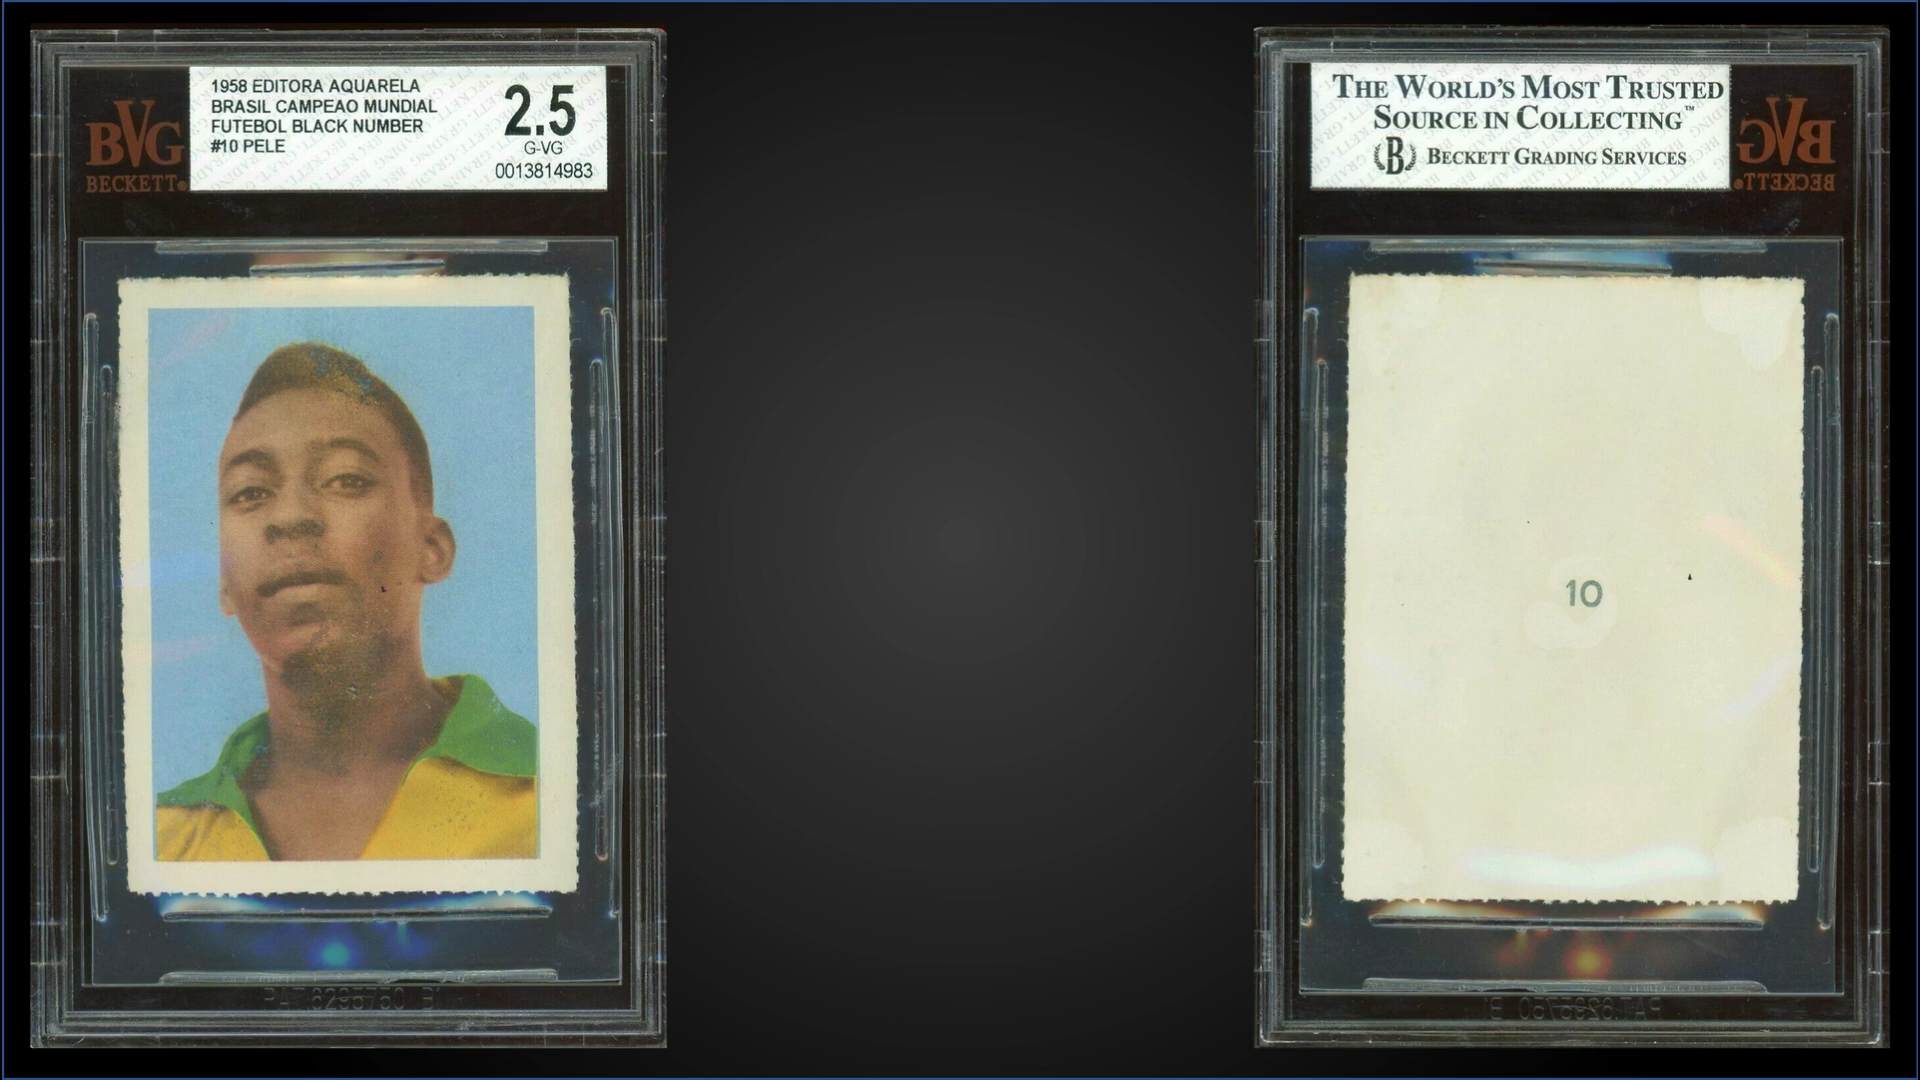 BVG
BECKETT
1958 EDITORA AQUARELA
BRASIL CAMPEAO MUNDIAL
FUTEBOL BLACK NUMBER
#10 PELE
2.5
G-VG
0013814983
THE WORLD'S MOST TRUSTED
SOURCE IN COLLECTING™
B BECKETT GRADING SERVICES
BVG
BECKETT
10